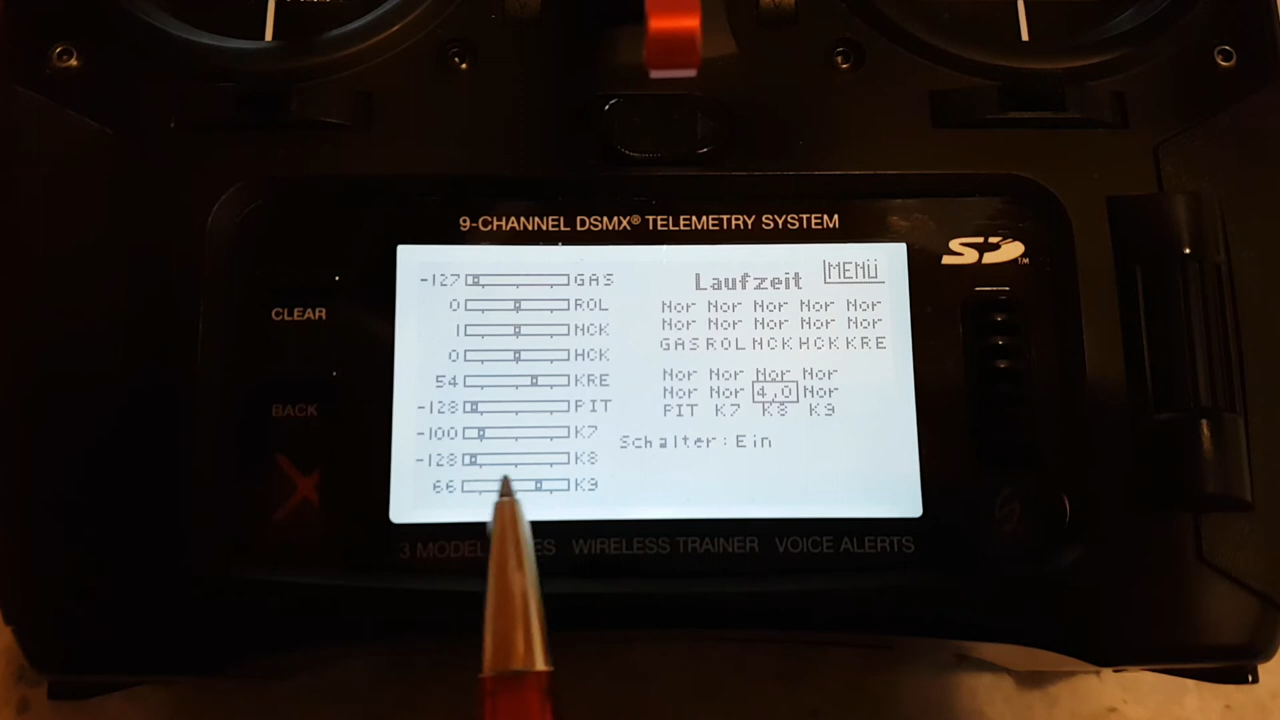 9-CHANNEL DSMX® TELEMETRY SYSTEM
SD™
CLEAR
BACK
-127 GAS
0 ROL
1 NCK
0 HCK
54 KRE
-128 PIT
-100 K7
-128 K8
66 K9
Laufzeit
MENÜ
Nor Nor Nor Nor Nor
Nor Nor Nor Nor Nor
GAS ROL NCK HCK KRE
Nor Nor Nor Nor
Nor Nor 4,0 Nor
PIT K7 K8 K9
Schalter: Ein
3 MODEL WIRELESS TRAINER VOICE ALERTS